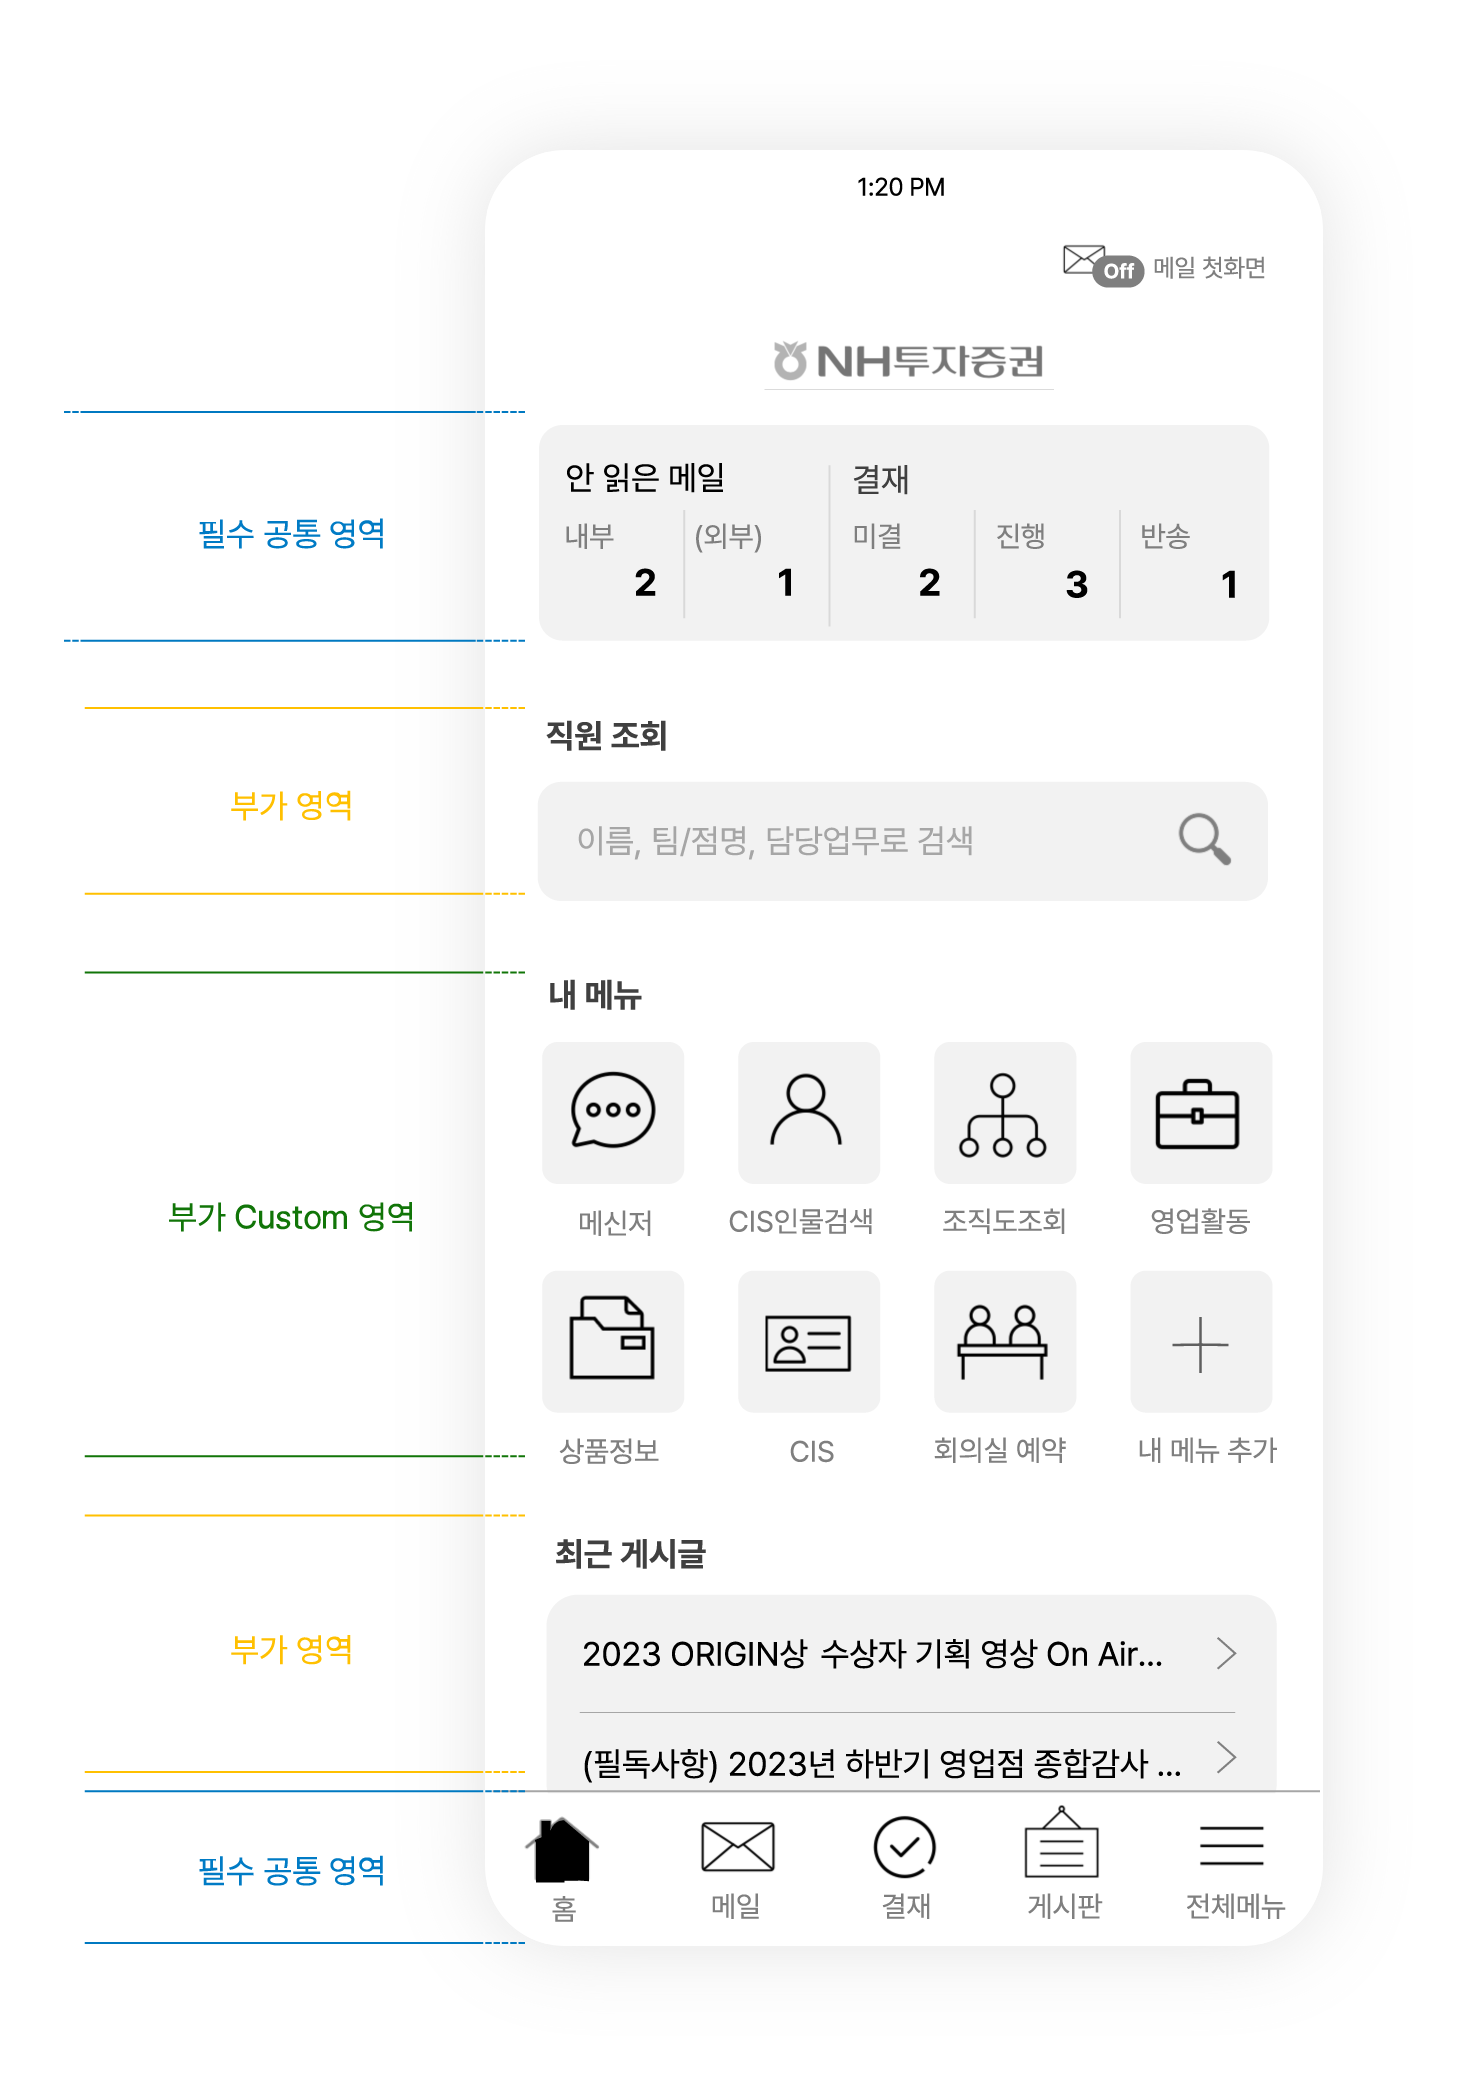 1:20 PM
Off 메일 첫화면
NH투자증권
필수 공통 영역
안 읽은 메일 결재
내부 (외부) 미결 진행 반송
2 1 2 3 1
부가 영역
직원 조회
이름, 팀/점명, 담당업무로 검색
부가 Custom 영역
내 메뉴
메신저 CIS인물검색 조직도조회 영업활동
상품정보 CIS 회의실 예약 내 메뉴 추가
부가 영역
최근 게시글
2023 ORIGIN상 수상자 기획 영상 On Air...
(필독사항) 2023년 하반기 영업점 종합감사 ...
필수 공통 영역
홈 메일 결재 게시판 전체메뉴